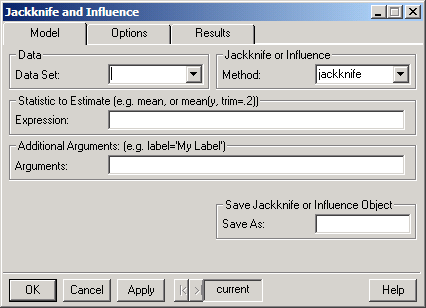 Jackknife and Influence
Model Options Results
Data Jackknife or Influence
Data Set: Method: jackknife
Statistic to Estimate (e.g. mean, or mean(y, trim=.2))
Expression:
Additional Arguments: (e.g. label='My Label')
Arguments:
Save Jackknife or Influence Object
Save As:
OK Cancel Apply current Help